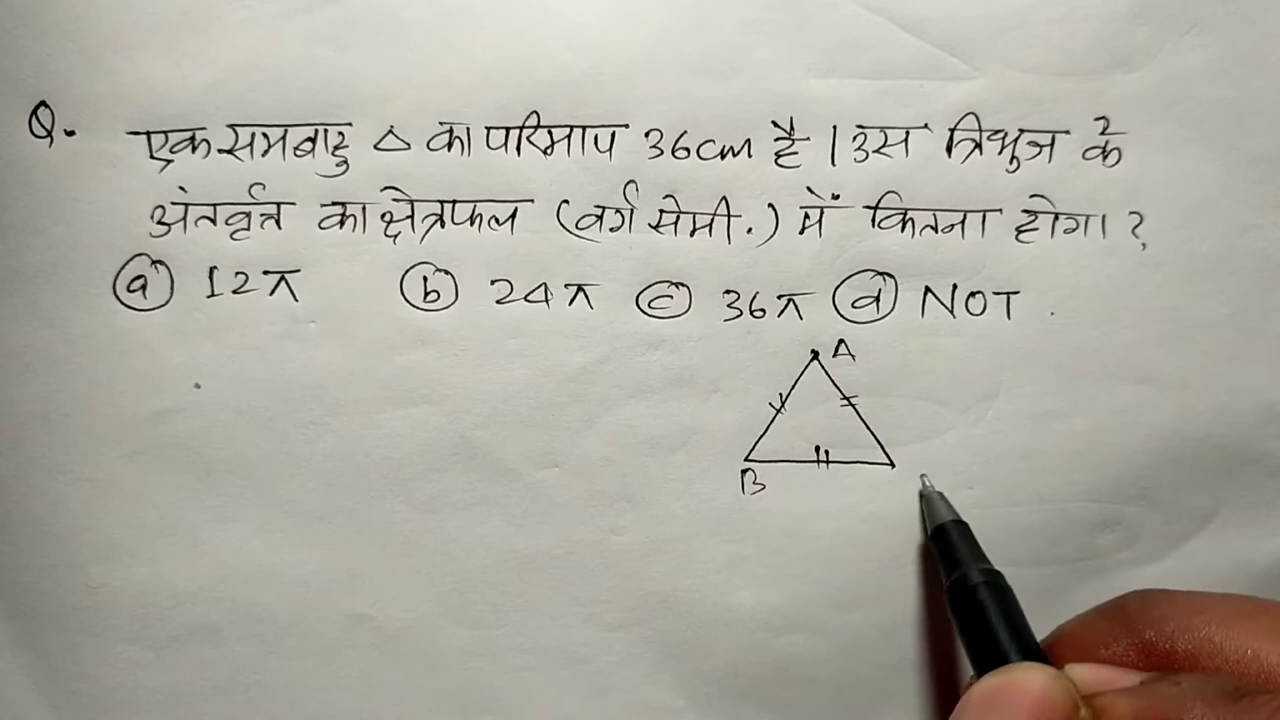 Q. एक समबाहु △ का परिमाप 36cm है । उस त्रिभुज के
अंतर्वृत्त का क्षेत्रफल (वर्ग सेमी.) में कितना होगा ?
(a) 12π (b) 24π (c) 36π (d) NOT.
A
B